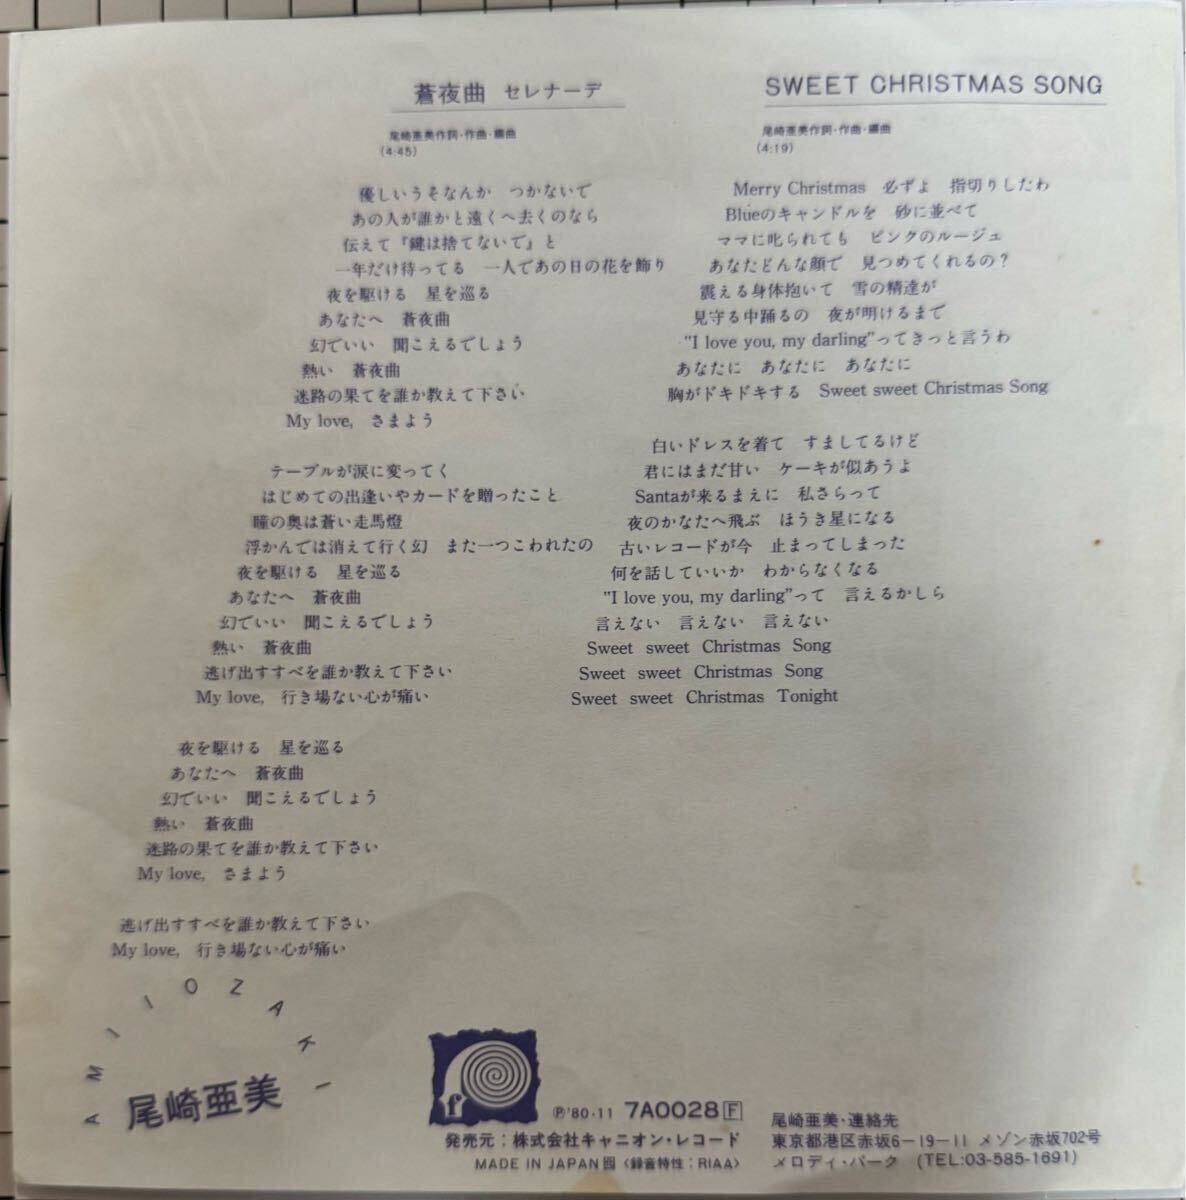 蒼夜曲 セレナーデ
尾崎亜美作詞・作曲・編曲
(4:45)
優しいうそなんか つかないで
あの人が誰かと遠くへ去くのなら
伝えて『鍵は捨てないで』と
一年だけ待ってる 一人であの日の花を飾り
夜を駆ける 星を巡る
あなたへ 蒼夜曲
幻でいい 聞こえるでしょう
熱い 蒼夜曲
迷路の果てを誰か教えて下さい
My love, さまよう
テーブルが涙に変ってく
はじめての出逢いやカードを贈ったこと
瞳の奥は蒼い走馬燈
浮かんでは消えて行く幻 また一つこわれたの
夜を駆ける 星を巡る
あなたへ 蒼夜曲
幻でいい 聞こえるでしょう
熱い 蒼夜曲
逃げ出すすべを誰か教えて下さい
My love, 行き場ない心が痛い
夜を駆ける 星を巡る
あなたへ 蒼夜曲
幻でいい 聞こえるでしょう
熱い 蒼夜曲
迷路の果てを誰か教えて下さい
My love, さまよう
逃げ出すすべを誰か教えて下さい
My love, 行き場ない心が痛い
SWEET CHRISTMAS SONG
尾崎亜美作詞・作曲・編曲
(4:19)
Merry Christmas 必ずよ 指切りしたわ
Blueのキャンドルを 砂に並べて
ママに叱られても ピンクのルージュ
あなたどんな顔で 見つめてくれるの？
震える身体抱いて 雪の精達が
見守る中踊るの 夜が明けるまで
"I love you, my darling"ってきっと言うわ
あなたに あなたに あなたに
胸がドキドキする Sweet sweet Christmas Song
白いドレスを着て すましてるけど
君にはまだ甘い ケーキが似あうよ
Santaが来るまえに 私さらって
夜のかなたへ飛ぶ ほうき星になる
古いレコードが今 止まってしまった
何を話していいか わからなくなる
"I love you, my darling"って 言えるかしら
言えない 言えない 言えない
Sweet sweet Christmas Song
Sweet sweet Christmas Song
Sweet sweet Christmas Tonight
AMII OZAKI
尾崎亜美
f
Ⓟ'80·11 7A0028 F
発売元：株式会社キャニオン・レコード
MADE IN JAPAN 〈録音特性：RIAA〉
尾崎亜美・連絡先
東京都港区赤坂6-19-11 メゾン赤坂702号
メロディ・パーク (TEL:03-585-1691)